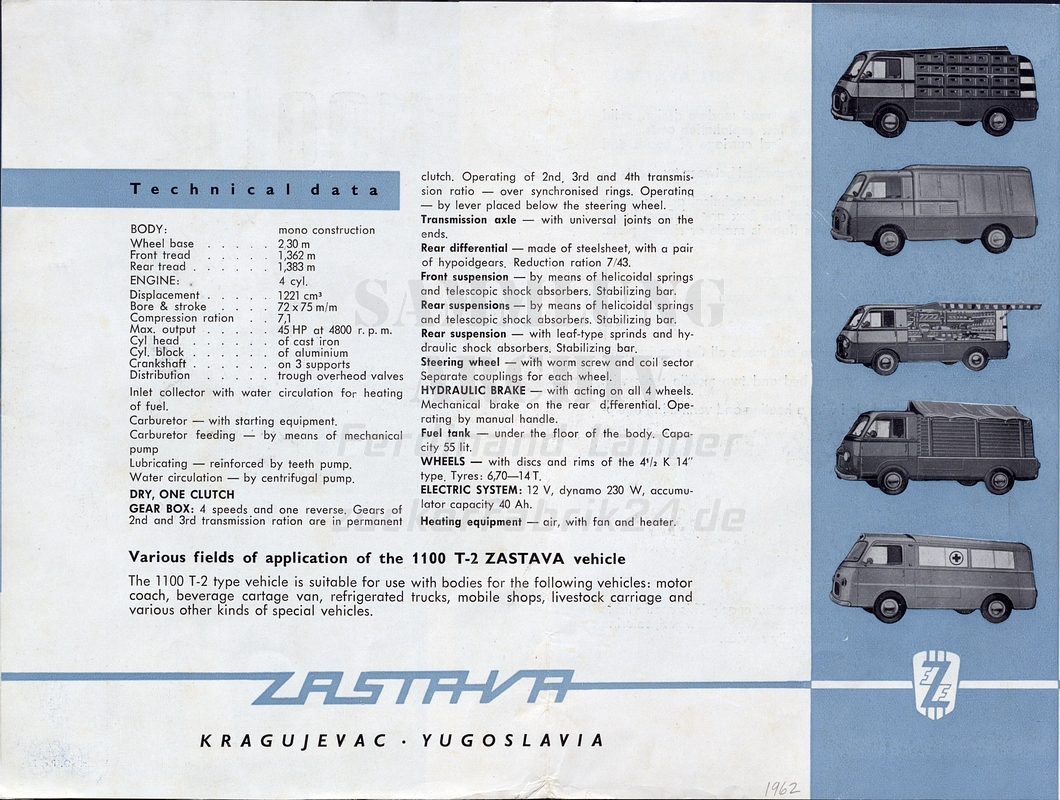 Technical data
BODY: mono construction
Wheel base . . . . . 2,30 m
Front tread . . . . . 1,362 m
Rear tread . . . . . . 1,383 m
ENGINE: 4 cyl.
Displacement . . . . . 1221 cm³
Bore & stroke . . . . 72 x 75 m/m
Compression ration . . . 7,1
Max. output . . . . . 45 HP at 4800 r. p. m.
Cyl head . . . . . . of cast iron
Cyl. block . . . . . . of aluminium
Crankshaft . . . . . . on 3 supports
Distribution . . . . . trough overheod valves
Inlet collector with water circulation for heating
of fuel.
Carburetor — with starting equipment.
Carburetor feeding — by means of mechanical
pump
Lubricating — reinforced by teeth pump.
Water circulation — by centrifugal pump.
DRY, ONE CLUTCH
GEAR BOX: 4 speeds and one reverse. Gears of
2nd and 3rd transmission ration are in permanent
clutch. Operating of 2nd, 3rd and 4th transmis-
sion ratio — over synchronised rings. Operating
— by lever placed below the steering wheel.
Transmission axle — with universal joints on the
ends.
Rear differential — made of steelsheet, with a pair
of hypoidgears. Reduction ration 7/43.
Front suspension — by means of helicoidal springs
and telescopic shock absorbers. Stabilizing bar.
Rear suspensions — by means of helicoidal springs
and telescopic shock absorbers. Stabilizing bar.
Rear suspension — with leaf-type sprinds and hy-
draulic shock absorbers, Stabilizing bar.
Steering wheel — with worm screw and coil sector
Separate couplings for each wheel.
HYDRAULIC BRAKE — with acting on all 4 wheels.
Mechanical brake on the rear differential. Ope-
rating by manual handle.
Fuel tank — under the floor of the body. Capa-
city 55 lit.
WHEELS — with discs and rims of the 4¹/₂ K 14"
type. Tyres: 6,70—14 T.
ELECTRIC SYSTEM: 12 V, dynamo 230 W, accumu-
lator capacity 40 Ah.
Heating equipment — air, with fan and heater.
Various fields of application of the 1100 T-2 ZASTAVA vehicle
The 1100 T-2 type vehicle is suitable for use with bodies for the following vehicles: motor
coach, beverage cartage van, refrigerated trucks, mobile shops, livestock carriage and
various other kinds of special vehicles.
ZASTAVA
KRAGUJEVAC · YUGOSLAVIA
1962